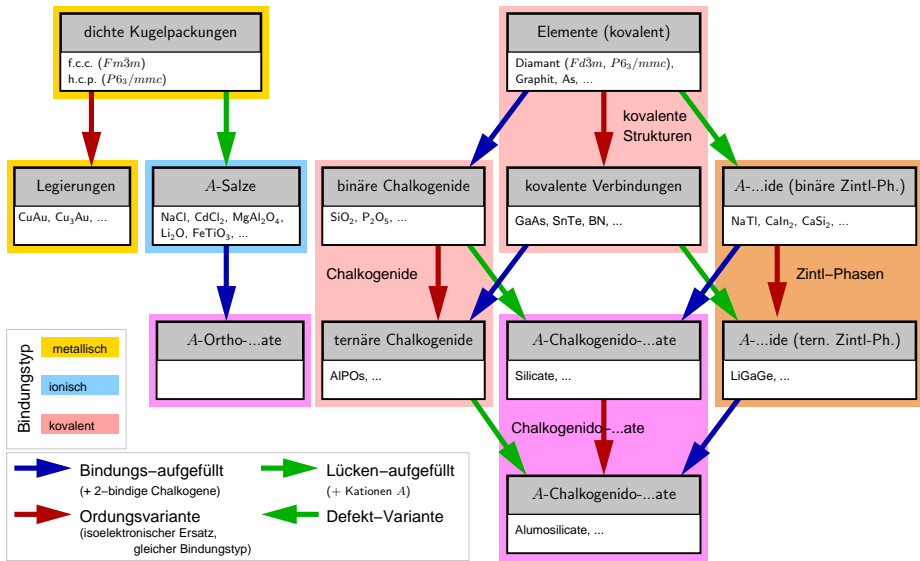 dichte Kugelpackungen
f.c.c. (Fm3̄m)
h.c.p. (P6₃/mmc)
Elemente (kovalent)
Diamant (Fd3̄m, P6₃/mmc),
Graphit, As, ...
kovalente
Strukturen
Legierungen
CuAu, Cu₃Au, ...
A-Salze
NaCl, CdCl₂, MgAl₂O₄,
Li₂O, FeTiO₃, ...
binäre Chalkogenide
SiO₂, P₂O₅, ...
kovalente Verbindungen
GaAs, SnTe, BN, ...
A-...ide (binäre Zintl-Ph.)
NaTl, CaIn₂, CaSi₂, ...
Chalkogenide
Zintl-Phasen
A-Ortho-...ate
ternäre Chalkogenide
AlPOs, ...
A-Chalkogenido-...ate
Silicate, ...
A-...ide (tern. Zintl-Ph.)
LiGaGe, ...
Chalkogenido-...ate
A-Chalkogenido-...ate
Alumosilicate, ...
Bindungstyp
metallisch
ionisch
kovalent
Bindungs-aufgefüllt
(+ 2-bindige Chalkogene)
Ordungsvariante
(isoelektronischer Ersatz,
gleicher Bindungstyp)
Lücken-aufgefüllt
(+ Kationen A)
Defekt-Variante